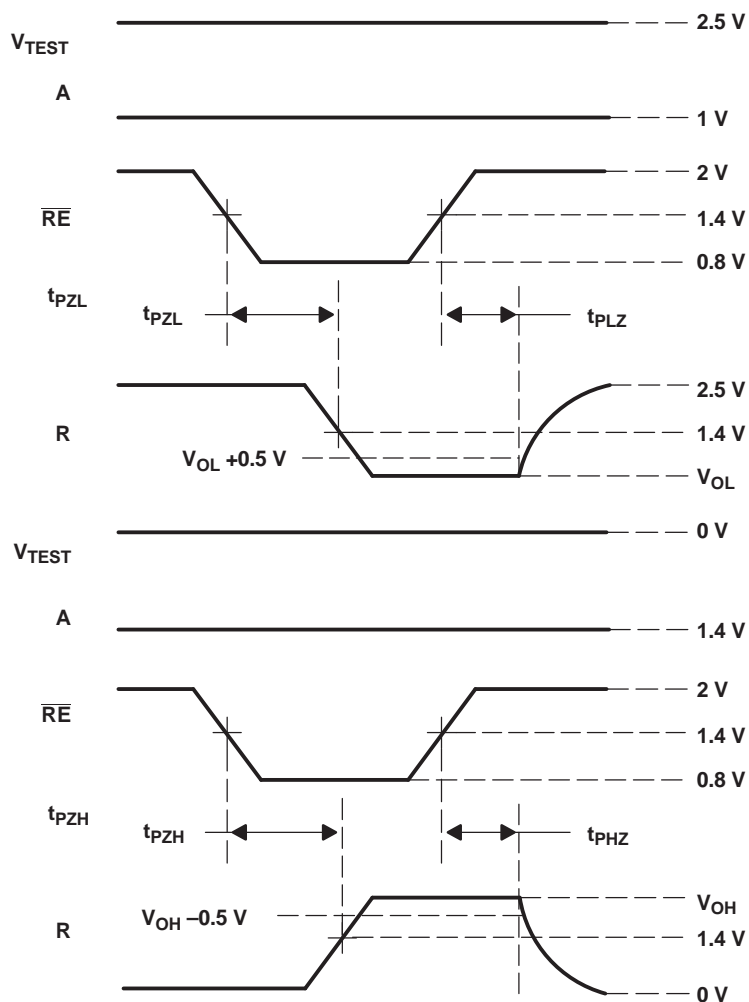 2.5 V
V_TEST
A
1 V
2 V
R̅E̅
1.4 V
0.8 V
t_PZL
t_PZL
t_PLZ
2.5 V
R
1.4 V
V_OL +0.5 V
V_OL
0 V
V_TEST
A
1.4 V
2 V
R̅E̅
1.4 V
0.8 V
t_PZH
t_PZH
t_PHZ
V_OH
V_OH –0.5 V
R
1.4 V
0 V